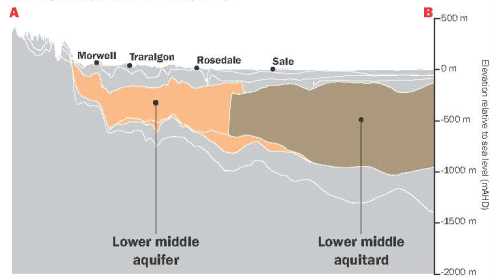 A
B
500 m
Morwell
Traralgon
Rosedale
Sale
0 m
-500 m
-1000 m
-1500 m
-2000 m
Elevation relative to sea level (mAHD)
Lower middle
aquifer
Lower middle
aquitard